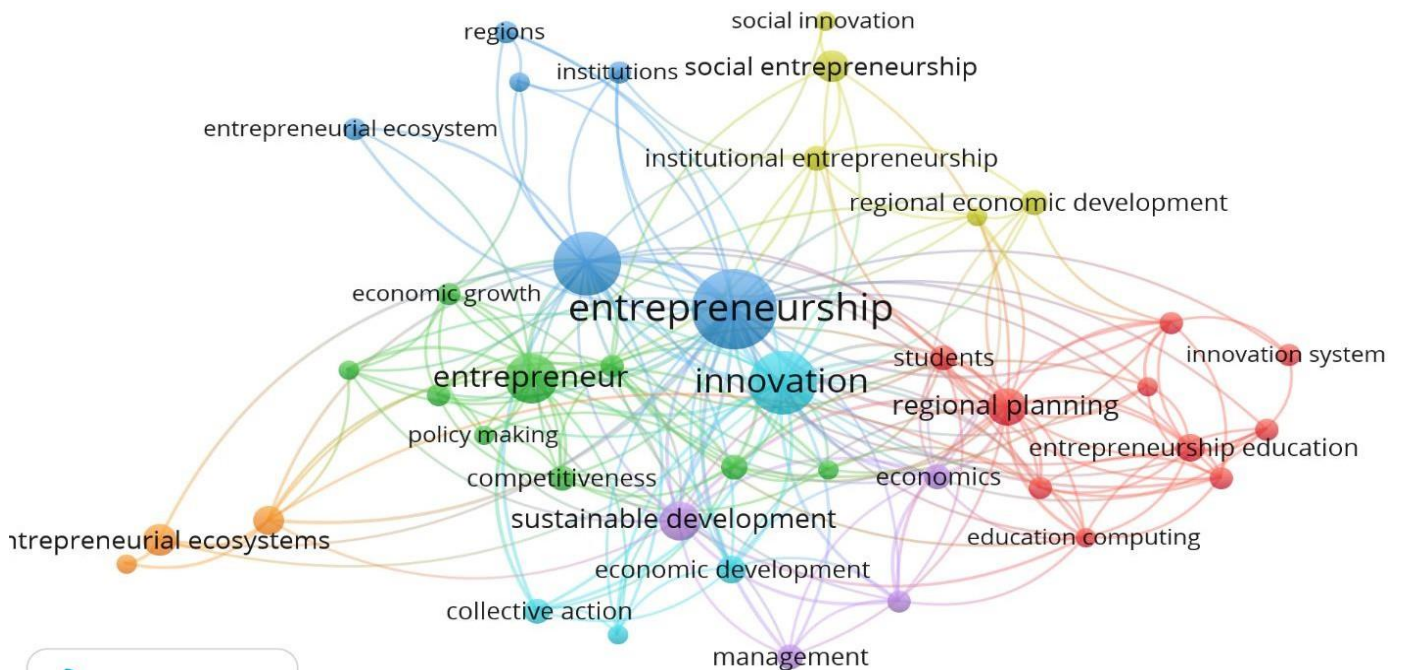 social innovation
regions
institutions
social entrepreneurship
entrepreneurial ecosystem
institutional entrepreneurship
regional economic development
economic growth
entrepreneurship
students
innovation system
entrepreneur
innovation
regional planning
policy making
entrepreneurship education
competitiveness
economics
sustainable development
ntrepreneurial ecosystems
education computing
economic development
collective action
management